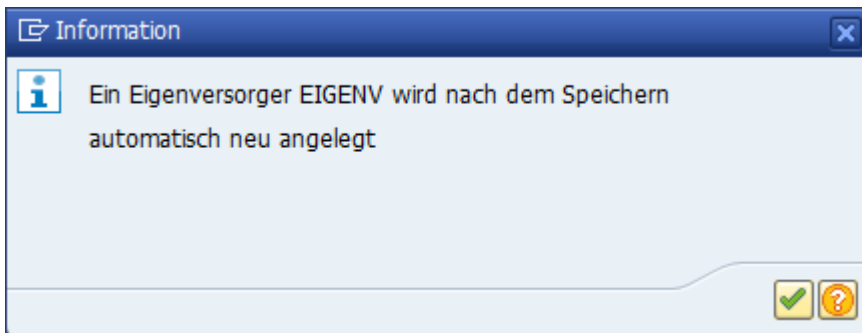 Information
Ein Eigenversorger EIGENV wird nach dem Speichern
automatisch neu angelegt